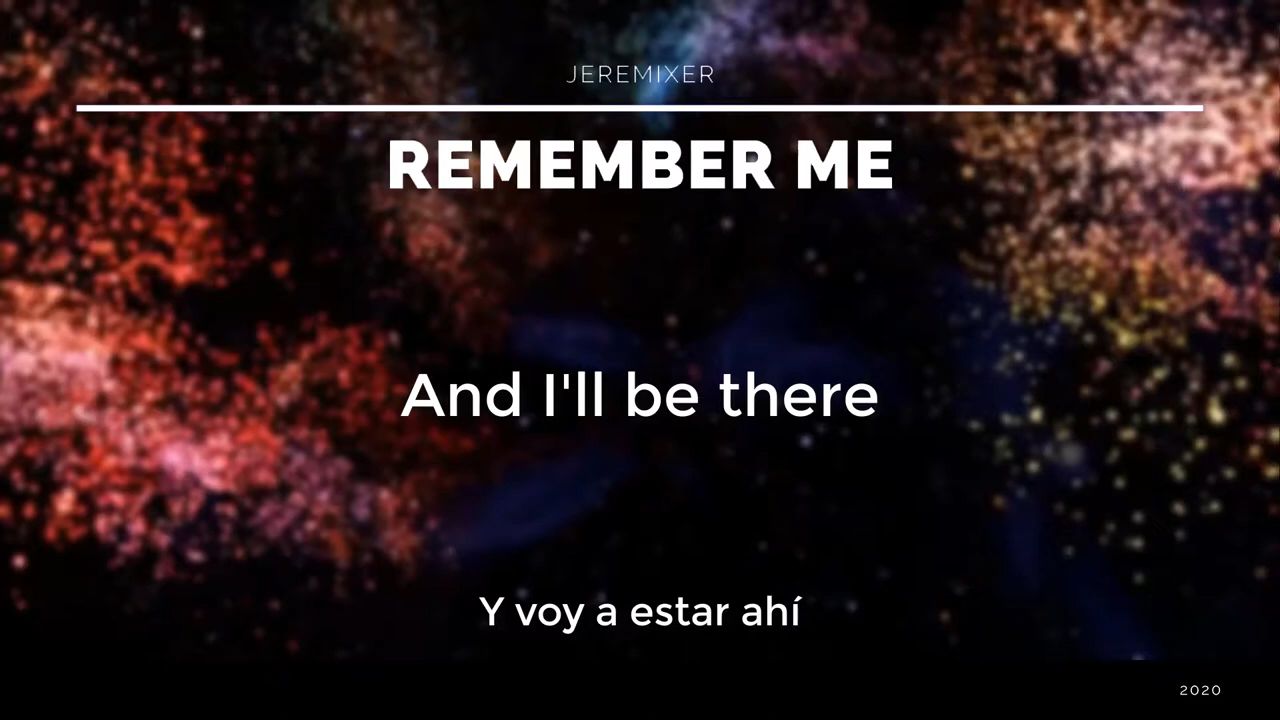 JEREMIXER
REMEMBER ME
And I'll be there
Y voy a estar ahí
2020